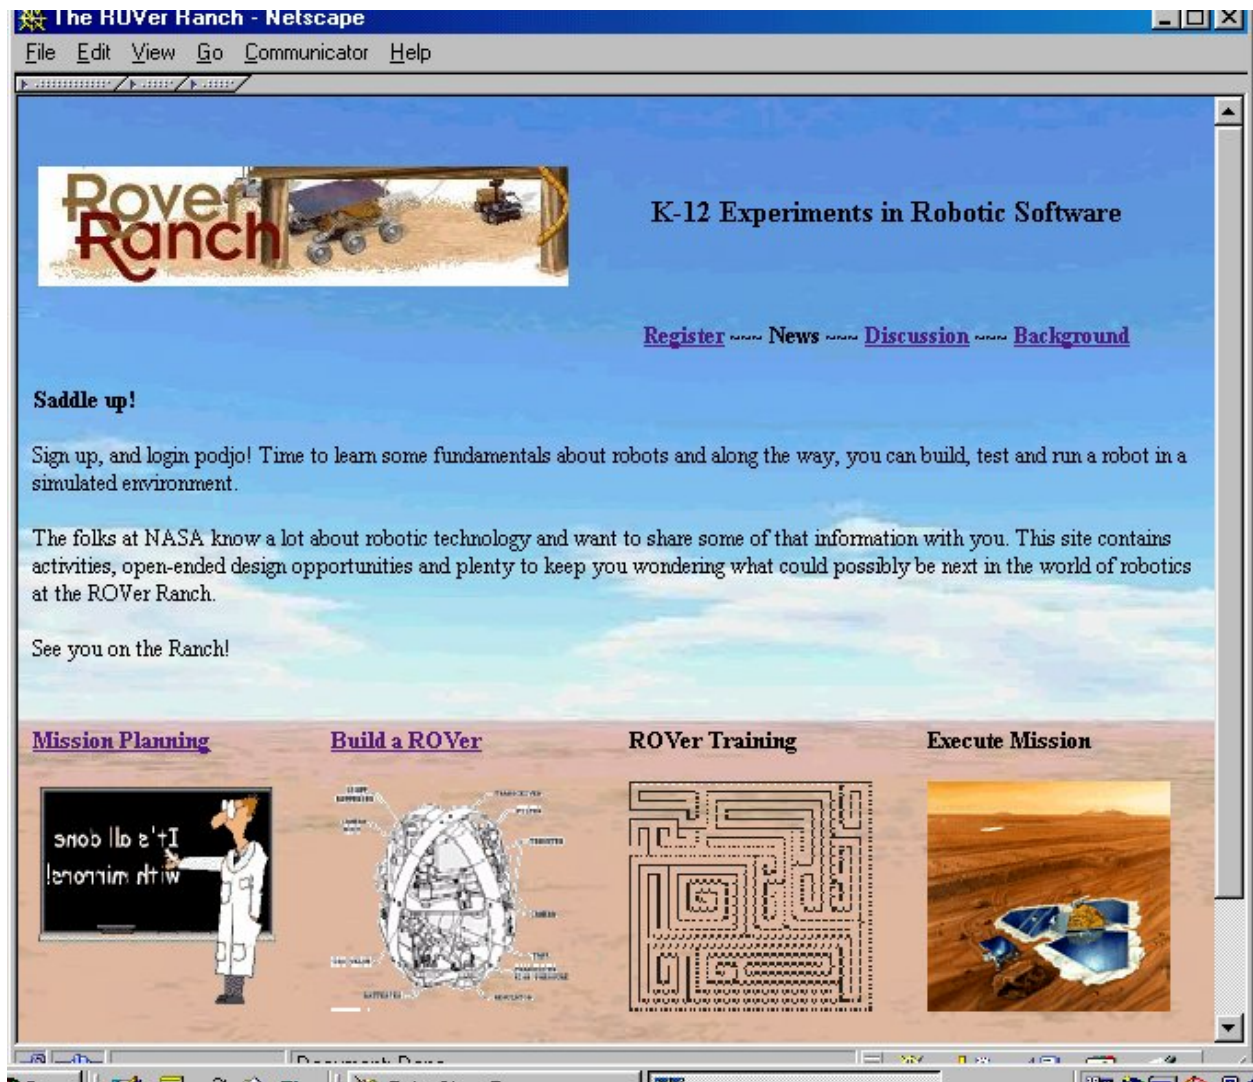 The ROVer Ranch - Netscape
File Edit View Go Communicator Help
Rover
Ranch
K-12 Experiments in Robotic Software
Register ~~~ News ~~~ Discussion ~~~ Background
Saddle up!
Sign up, and login podjo! Time to learn some fundamentals about robots and along the way, you can build, test and run a robot in a
simulated environment.
The folks at NASA know a lot about robotic technology and want to share some of that information with you. This site contains
activities, open-ended design opportunities and plenty to keep you wondering what could possibly be next in the world of robotics
at the ROVer Ranch.
See you on the Ranch!
Mission Planning Build a ROVer ROVer Training Execute Mission
It's all done
with mirrors!
Document: Done